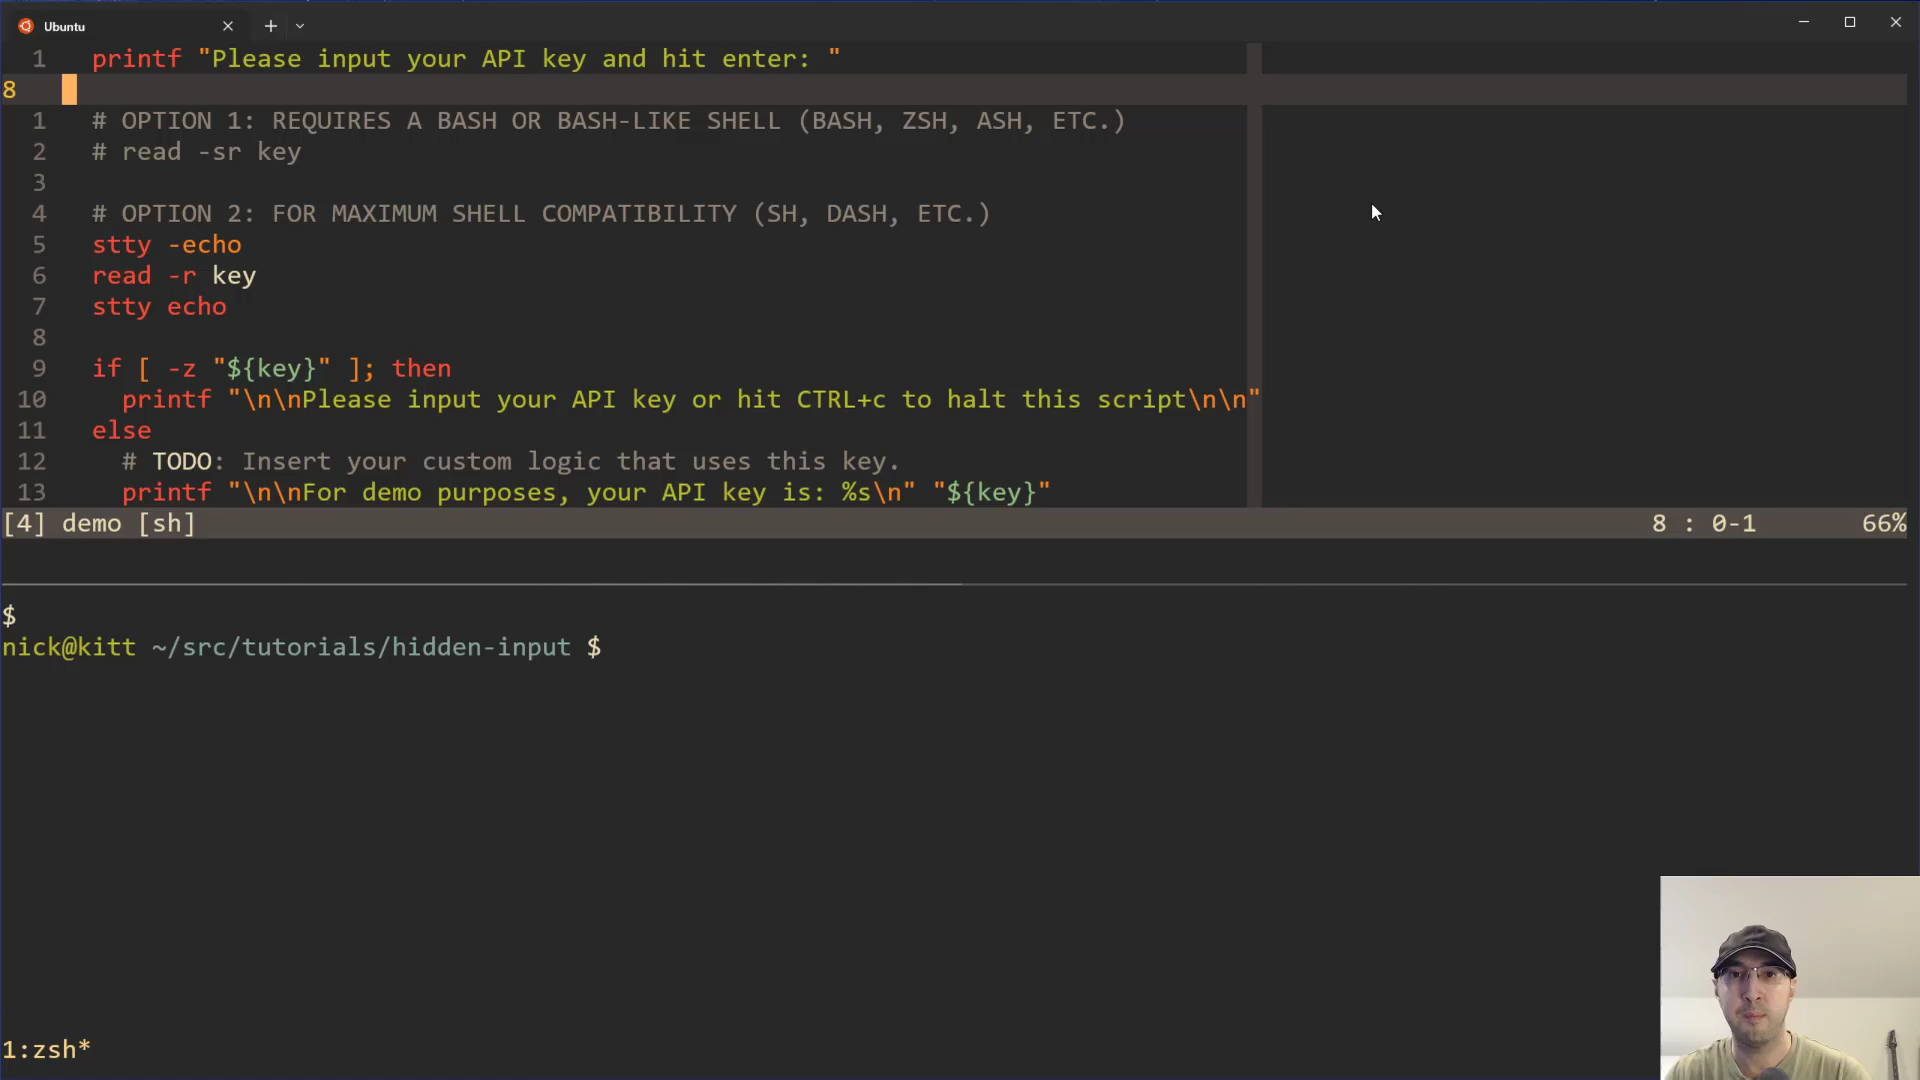 Ubuntu
1 printf "Please input your API key and hit enter: "
8
1 # OPTION 1: REQUIRES A BASH OR BASH-LIKE SHELL (BASH, ZSH, ASH, ETC.)
2 # read -sr key
3
4 # OPTION 2: FOR MAXIMUM SHELL COMPATIBILITY (SH, DASH, ETC.)
5 stty -echo
6 read -r key
7 stty echo
8
9 if [ -z "${key}" ]; then
10 printf "\n\nPlease input your API key or hit CTRL+c to halt this script\n\n"
11 else
12 # TODO: Insert your custom logic that uses this key.
13 printf "\n\nFor demo purposes, your API key is: %s\n" "${key}"
[4] demo [sh] 8 : 0-1 66%
$
nick@kitt ~/src/tutorials/hidden-input $
1:zsh*